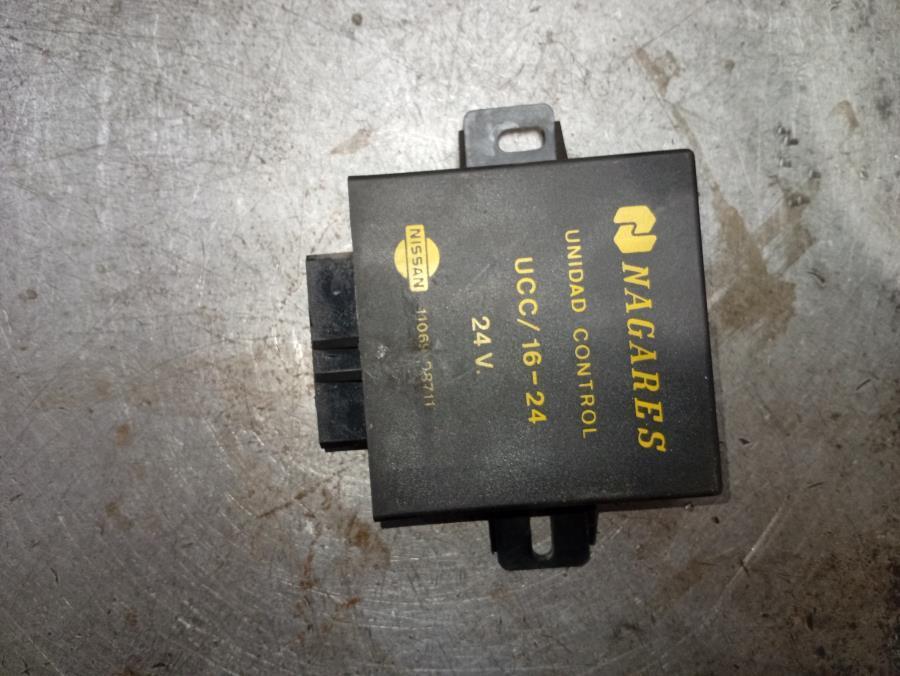 NAGARES
UNIDAD CONTROL
UCC/16-24
24 V.
NISSAN